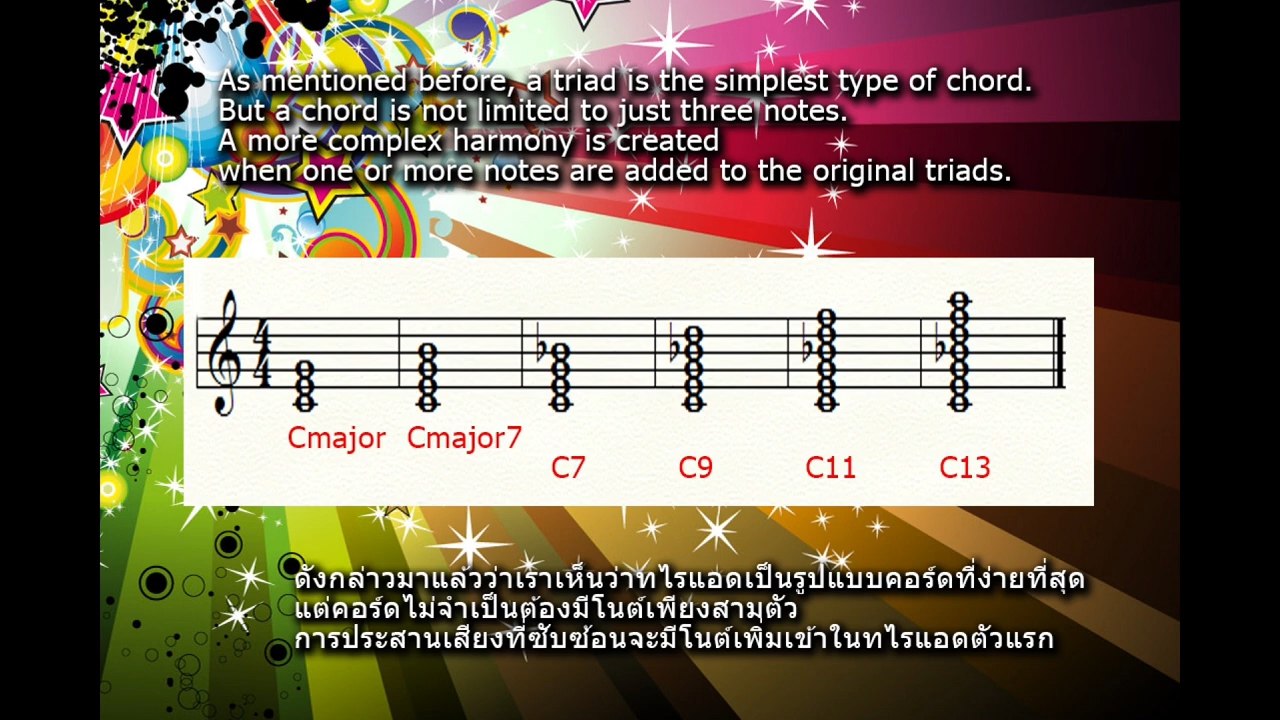 As mentioned before, a triad is the simplest type of chord.
But a chord is not limited to just three notes.
A more complex harmony is created
when one or more notes are added to the original triads.
4
4
Cmajor Cmajor7
C7 C9 C11 C13
ดังกล่าวมาแล้วว่าเราเห็นว่าทไรแอดเป็นรูปแบบคอร์ดที่ง่ายที่สุด
แต่คอร์ดไม่จำเป็นต้องมีโนต์เพียงสามตัว
การประสานเสียงที่ซับซ้อนจะมีโนต์เพิ่มเข้าในทไรแอดตัวแรก